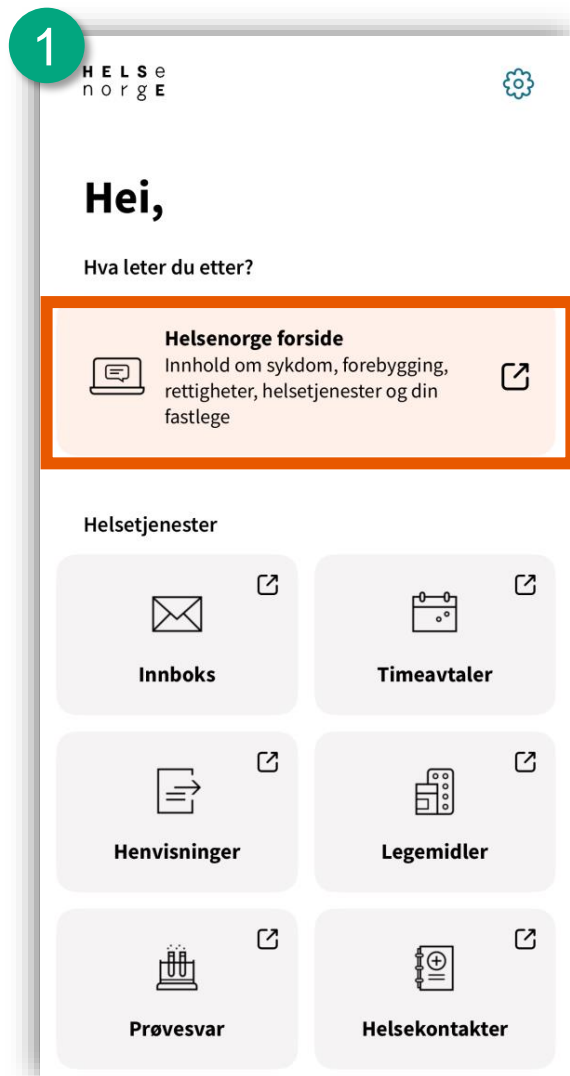 1
HELSe
norgE
Hei,
Hva leter du etter?
Helsenorge forside
Innhold om sykdom, forebygging,
rettigheter, helsetjenester og din
fastlege
Helsetjenester
Innboks
Timeavtaler
Henvisninger
Legemidler
Prøvesvar
Helsekontakter